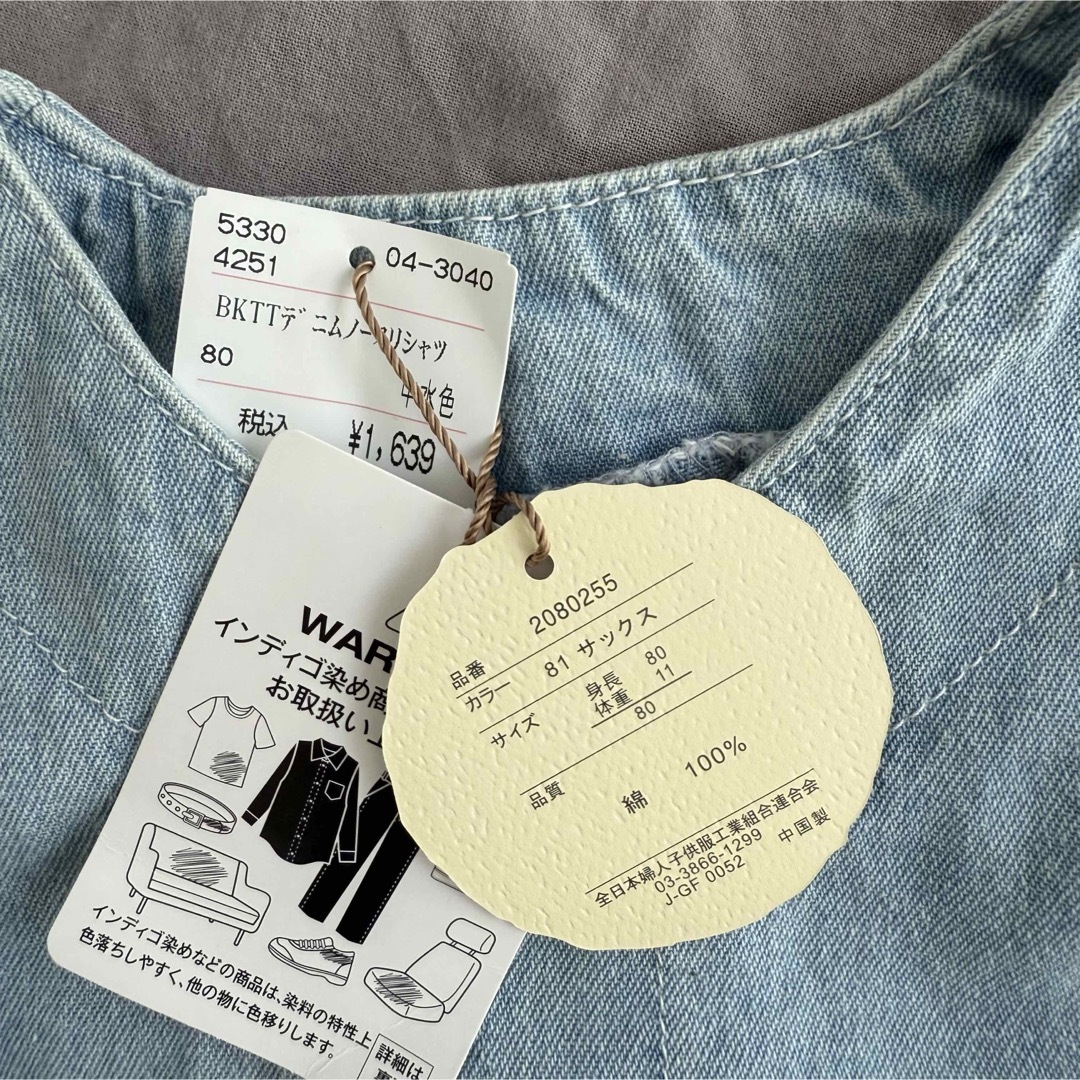 5330
4251
04-3040
BKTTデニムノーカリシャツ
80
水色
税込
¥1,639
インディゴ染め商
お取扱い上
インディゴ染めなどの商品は、染料の特性上
色落ちしやすく、他の物に色移りします。
詳細は
品番 2080255
カラー 81 サックス
サイズ 身長 80
体重 11
80
品質 綿 100%
全日本婦人子供服工業組合連合会
03-3866-1299 中国製
J-GF 0052